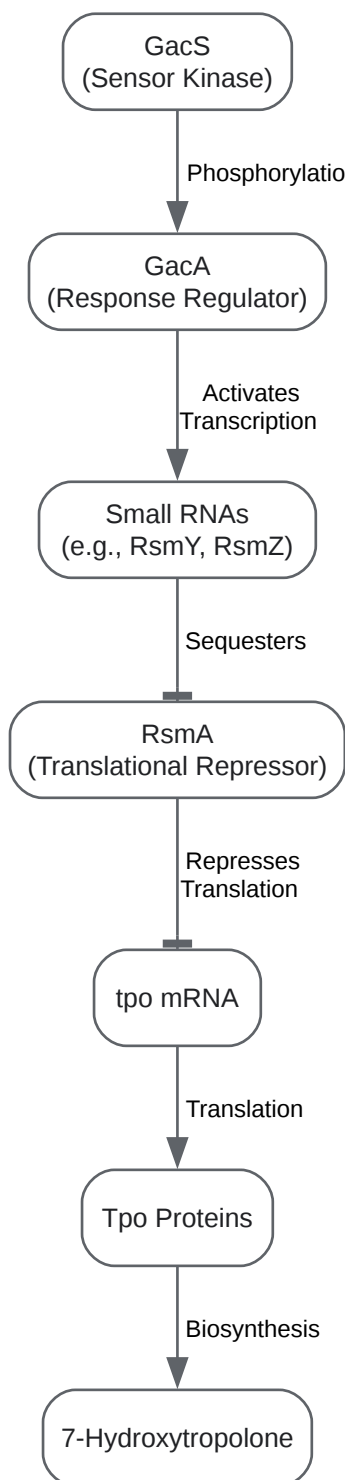 GacS
(Sensor Kinase)
Phosphorylatio
GacA
(Response Regulator)
Activates
Transcription
Small RNAs
(e.g., RsmY, RsmZ)
Sequesters
RsmA
(Translational Repressor)
Represses
Translation
tpo mRNA
Translation
Tpo Proteins
Biosynthesis
7-Hydroxytropolone